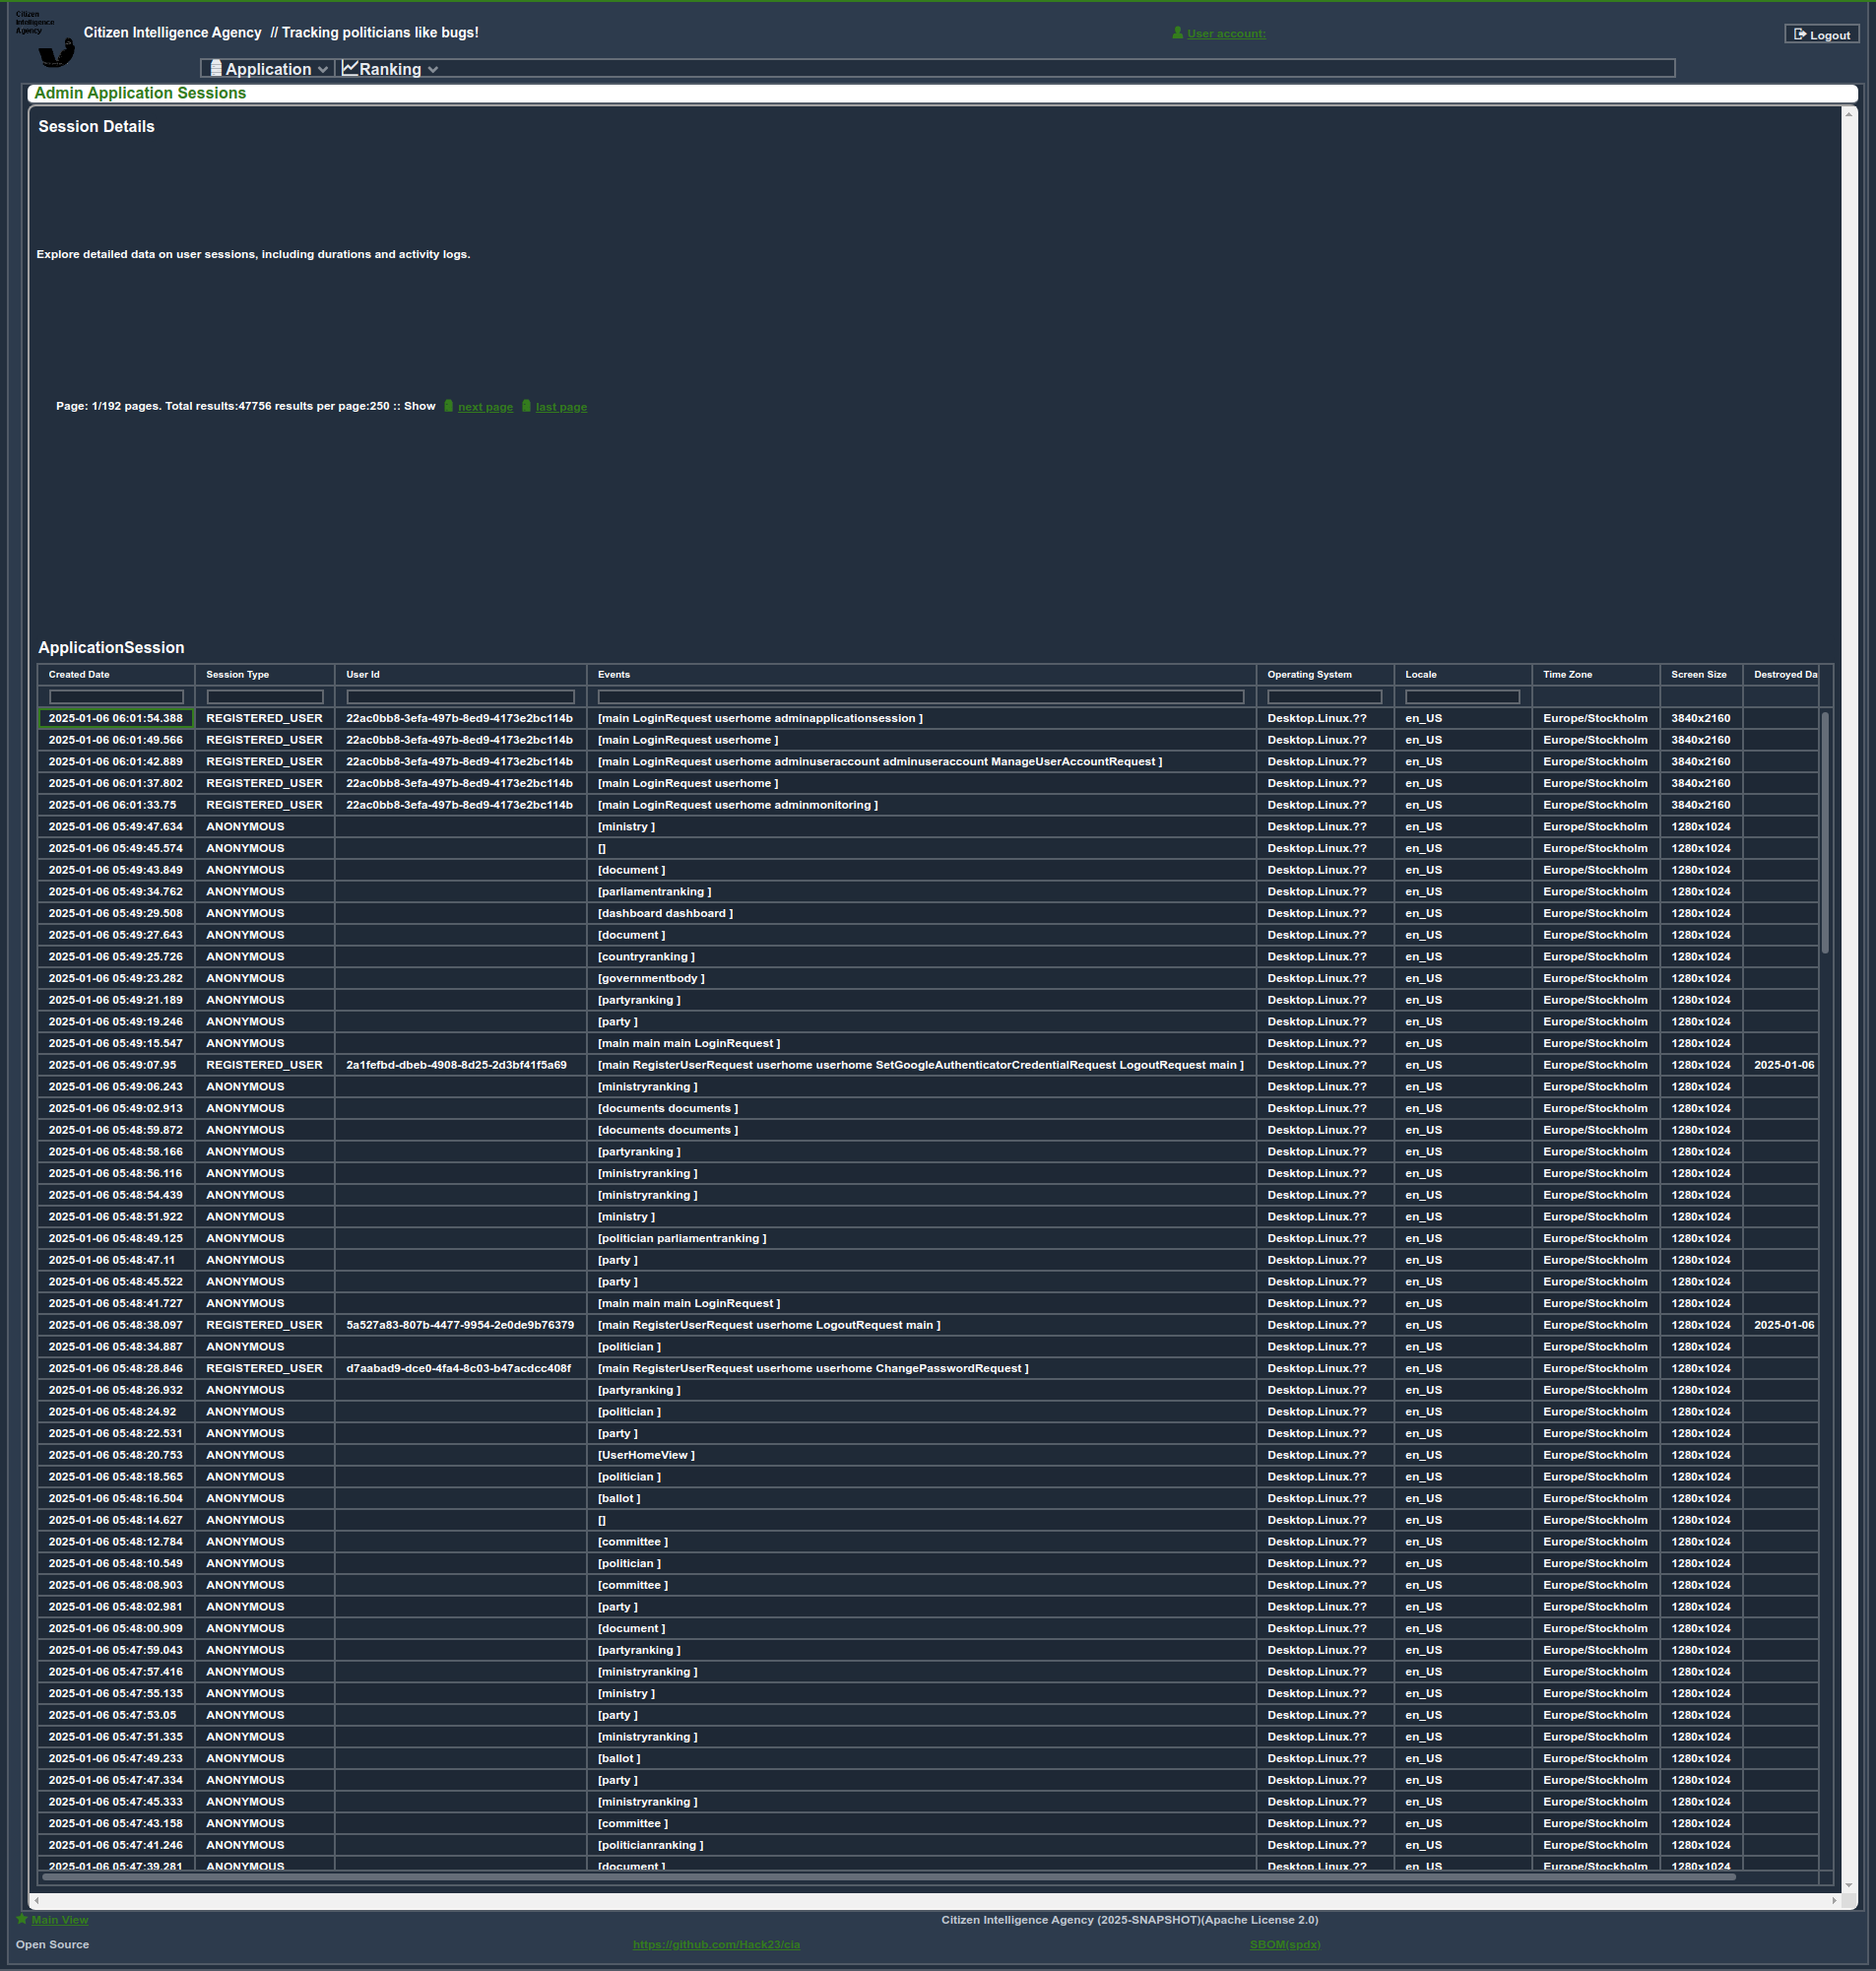 Citizen
Intelligence
Agency
Citizen Intelligence Agency // Tracking politicians like bugs!
User account:
Logout
Application Ranking
Admin Application Sessions
Session Details
Explore detailed data on user sessions, including durations and activity logs.
Page: 1/192 pages. Total results:47756 results per page:250 :: Show next page last page
ApplicationSession
Created Date Session Type User Id Events Operating System Locale Time Zone Screen Size Destroyed Da
2025-01-06 06:01:54.388 REGISTERED_USER 22ac0bb8-3efa-497b-8ed9-4173e2bc114b [main LoginRequest userhome adminapplicationsession ] Desktop.Linux.?? en_US Europe/Stockholm 3840x2160
2025-01-06 06:01:49.566 REGISTERED_USER 22ac0bb8-3efa-497b-8ed9-4173e2bc114b [main LoginRequest userhome ] Desktop.Linux.?? en_US Europe/Stockholm 3840x2160
2025-01-06 06:01:42.889 REGISTERED_USER 22ac0bb8-3efa-497b-8ed9-4173e2bc114b [main LoginRequest userhome adminuseraccount adminuseraccount ManageUserAccountRequest ] Desktop.Linux.?? en_US Europe/Stockholm 3840x2160
2025-01-06 06:01:37.802 REGISTERED_USER 22ac0bb8-3efa-497b-8ed9-4173e2bc114b [main LoginRequest userhome ] Desktop.Linux.?? en_US Europe/Stockholm 3840x2160
2025-01-06 06:01:33.75 REGISTERED_USER 22ac0bb8-3efa-497b-8ed9-4173e2bc114b [main LoginRequest userhome adminmonitoring ] Desktop.Linux.?? en_US Europe/Stockholm 3840x2160
2025-01-06 05:49:47.634 ANONYMOUS [ministry ] Desktop.Linux.?? en_US Europe/Stockholm 1280x1024
2025-01-06 05:49:45.574 ANONYMOUS [] Desktop.Linux.?? en_US Europe/Stockholm 1280x1024
2025-01-06 05:49:43.849 ANONYMOUS [document ] Desktop.Linux.?? en_US Europe/Stockholm 1280x1024
2025-01-06 05:49:34.762 ANONYMOUS [parliamentranking ] Desktop.Linux.?? en_US Europe/Stockholm 1280x1024
2025-01-06 05:49:29.508 ANONYMOUS [dashboard dashboard ] Desktop.Linux.?? en_US Europe/Stockholm 1280x1024
2025-01-06 05:49:27.643 ANONYMOUS [document ] Desktop.Linux.?? en_US Europe/Stockholm 1280x1024
2025-01-06 05:49:25.726 ANONYMOUS [countryranking ] Desktop.Linux.?? en_US Europe/Stockholm 1280x1024
2025-01-06 05:49:23.282 ANONYMOUS [governmentbody ] Desktop.Linux.?? en_US Europe/Stockholm 1280x1024
2025-01-06 05:49:21.189 ANONYMOUS [partyranking ] Desktop.Linux.?? en_US Europe/Stockholm 1280x1024
2025-01-06 05:49:19.246 ANONYMOUS [party ] Desktop.Linux.?? en_US Europe/Stockholm 1280x1024
2025-01-06 05:49:15.547 ANONYMOUS [main main main LoginRequest ] Desktop.Linux.?? en_US Europe/Stockholm 1280x1024
2025-01-06 05:49:07.95 REGISTERED_USER 2a1fefbd-dbeb-4908-8d25-2d3bf41f5a69 [main RegisterUserRequest userhome userhome SetGoogleAuthenticatorCredentialRequest LogoutRequest main ] Desktop.Linux.?? en_US Europe/Stockholm 1280x1024 2025-01-06
2025-01-06 05:49:06.243 ANONYMOUS [ministryranking ] Desktop.Linux.?? en_US Europe/Stockholm 1280x1024
2025-01-06 05:49:02.913 ANONYMOUS [documents documents ] Desktop.Linux.?? en_US Europe/Stockholm 1280x1024
2025-01-06 05:48:59.872 ANONYMOUS [documents documents ] Desktop.Linux.?? en_US Europe/Stockholm 1280x1024
2025-01-06 05:48:58.166 ANONYMOUS [partyranking ] Desktop.Linux.?? en_US Europe/Stockholm 1280x1024
2025-01-06 05:48:56.116 ANONYMOUS [ministryranking ] Desktop.Linux.?? en_US Europe/Stockholm 1280x1024
2025-01-06 05:48:54.439 ANONYMOUS [ministryranking ] Desktop.Linux.?? en_US Europe/Stockholm 1280x1024
2025-01-06 05:48:51.922 ANONYMOUS [ministry ] Desktop.Linux.?? en_US Europe/Stockholm 1280x1024
2025-01-06 05:48:49.125 ANONYMOUS [politician parliamentranking ] Desktop.Linux.?? en_US Europe/Stockholm 1280x1024
2025-01-06 05:48:47.11 ANONYMOUS [party ] Desktop.Linux.?? en_US Europe/Stockholm 1280x1024
2025-01-06 05:48:45.522 ANONYMOUS [party ] Desktop.Linux.?? en_US Europe/Stockholm 1280x1024
2025-01-06 05:48:41.727 ANONYMOUS [main main main LoginRequest ] Desktop.Linux.?? en_US Europe/Stockholm 1280x1024
2025-01-06 05:48:38.097 REGISTERED_USER 5a527a83-807b-4477-9954-2e0de9b76379 [main RegisterUserRequest userhome LogoutRequest main ] Desktop.Linux.?? en_US Europe/Stockholm 1280x1024 2025-01-06
2025-01-06 05:48:34.887 ANONYMOUS [politician ] Desktop.Linux.?? en_US Europe/Stockholm 1280x1024
2025-01-06 05:48:28.846 REGISTERED_USER d7aabad9-dce0-4fa4-8c03-b47acdcc408f [main RegisterUserRequest userhome userhome ChangePasswordRequest ] Desktop.Linux.?? en_US Europe/Stockholm 1280x1024
2025-01-06 05:48:26.932 ANONYMOUS [partyranking ] Desktop.Linux.?? en_US Europe/Stockholm 1280x1024
2025-01-06 05:48:24.92 ANONYMOUS [politician ] Desktop.Linux.?? en_US Europe/Stockholm 1280x1024
2025-01-06 05:48:22.531 ANONYMOUS [party ] Desktop.Linux.?? en_US Europe/Stockholm 1280x1024
2025-01-06 05:48:20.753 ANONYMOUS [UserHomeView ] Desktop.Linux.?? en_US Europe/Stockholm 1280x1024
2025-01-06 05:48:18.565 ANONYMOUS [politician ] Desktop.Linux.?? en_US Europe/Stockholm 1280x1024
2025-01-06 05:48:16.504 ANONYMOUS [ballot ] Desktop.Linux.?? en_US Europe/Stockholm 1280x1024
2025-01-06 05:48:14.627 ANONYMOUS [] Desktop.Linux.?? en_US Europe/Stockholm 1280x1024
2025-01-06 05:48:12.784 ANONYMOUS [committee ] Desktop.Linux.?? en_US Europe/Stockholm 1280x1024
2025-01-06 05:48:10.549 ANONYMOUS [politician ] Desktop.Linux.?? en_US Europe/Stockholm 1280x1024
2025-01-06 05:48:08.903 ANONYMOUS [committee ] Desktop.Linux.?? en_US Europe/Stockholm 1280x1024
2025-01-06 05:48:02.981 ANONYMOUS [party ] Desktop.Linux.?? en_US Europe/Stockholm 1280x1024
2025-01-06 05:48:00.909 ANONYMOUS [document ] Desktop.Linux.?? en_US Europe/Stockholm 1280x1024
2025-01-06 05:47:59.043 ANONYMOUS [partyranking ] Desktop.Linux.?? en_US Europe/Stockholm 1280x1024
2025-01-06 05:47:57.416 ANONYMOUS [ministryranking ] Desktop.Linux.?? en_US Europe/Stockholm 1280x1024
2025-01-06 05:47:55.135 ANONYMOUS [ministry ] Desktop.Linux.?? en_US Europe/Stockholm 1280x1024
2025-01-06 05:47:53.05 ANONYMOUS [party ] Desktop.Linux.?? en_US Europe/Stockholm 1280x1024
2025-01-06 05:47:51.335 ANONYMOUS [ministryranking ] Desktop.Linux.?? en_US Europe/Stockholm 1280x1024
2025-01-06 05:47:49.233 ANONYMOUS [ballot ] Desktop.Linux.?? en_US Europe/Stockholm 1280x1024
2025-01-06 05:47:47.334 ANONYMOUS [party ] Desktop.Linux.?? en_US Europe/Stockholm 1280x1024
2025-01-06 05:47:45.333 ANONYMOUS [ministryranking ] Desktop.Linux.?? en_US Europe/Stockholm 1280x1024
2025-01-06 05:47:43.158 ANONYMOUS [committee ] Desktop.Linux.?? en_US Europe/Stockholm 1280x1024
2025-01-06 05:47:41.246 ANONYMOUS [politicianranking ] Desktop.Linux.?? en_US Europe/Stockholm 1280x1024
2025-01-06 05:47:39.281 ANONYMOUS [document ] Desktop.Linux.?? en_US Europe/Stockholm 1280x1024
Main View
Citizen Intelligence Agency (2025-SNAPSHOT)(Apache License 2.0)
Open Source
https://github.com/Hack23/cia
SBOM(spdx)